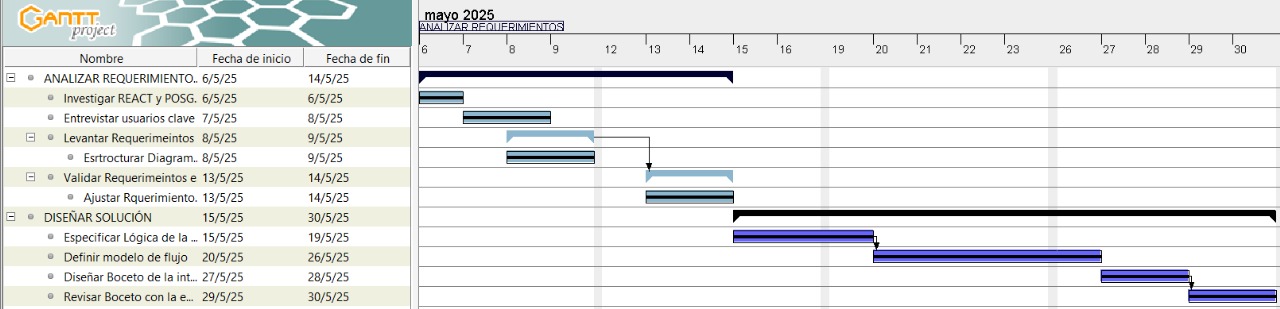 GANTT
project
mayo 2025
ANALIZAR REQUERIMIENTOS
6 7 8 9 12 13 14 15 16 19 20 21 22 23 26 27 28 29 30
Nombre Fecha de inicio Fecha de fin
ANALIZAR REQUERIMIENTO.. 6/5/25 14/5/25
Investigar REACT y POSG. 6/5/25 6/5/25
Entrevistar usuarios clave 7/5/25 8/5/25
Levantar Requerimeintos 8/5/25 9/5/25
Esrtrocturar Diagram.. 8/5/25 9/5/25
Validar Requerimeintos e 13/5/25 14/5/25
Ajustar Rquerimiento. 13/5/25 14/5/25
DISEÑAR SOLUCIÓN 15/5/25 30/5/25
Especificar Lógica de la ... 15/5/25 19/5/25
Definir modelo de flujo 20/5/25 26/5/25
Diseñar Boceto de la int... 27/5/25 28/5/25
Revisar Boceto con la e... 29/5/25 30/5/25